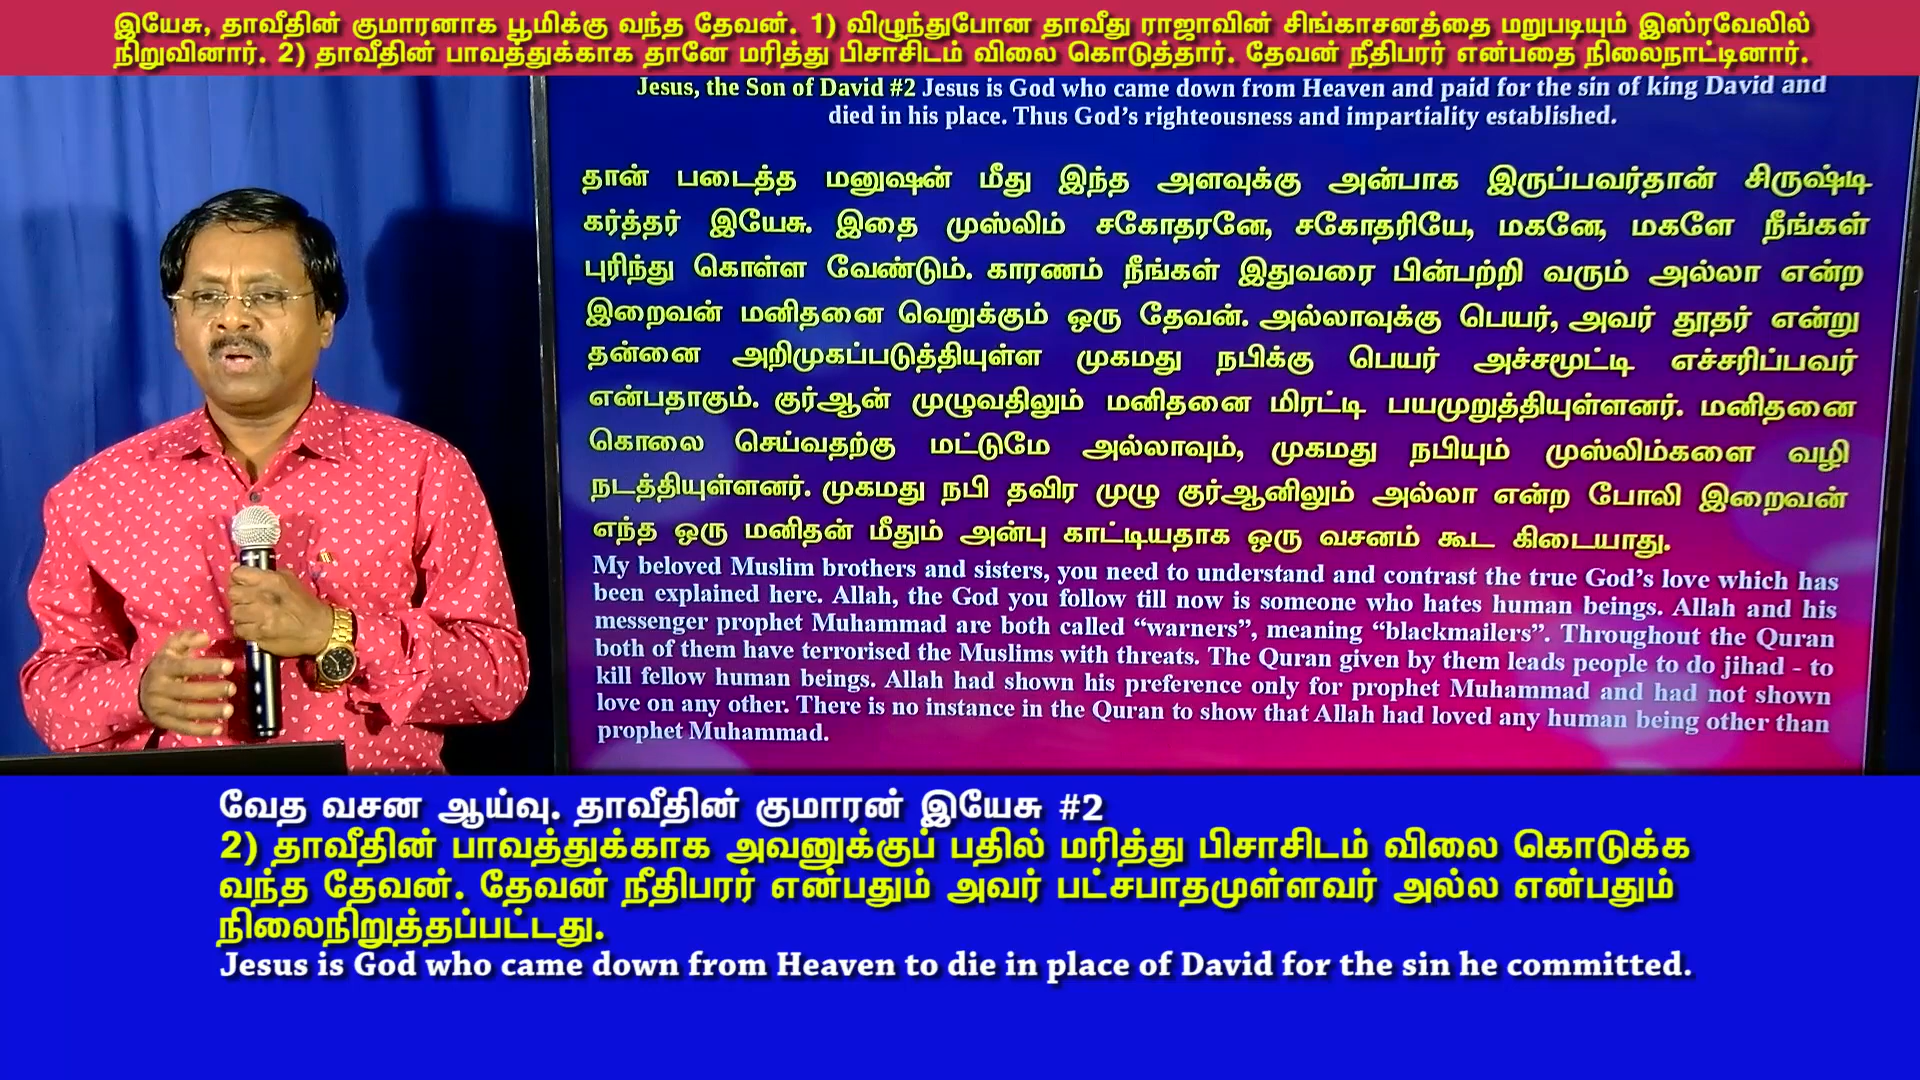 இயேசு, தாவீதின் குமாரனாக பூமிக்கு வந்த தேவன். 1) விழுந்துபோன தாவீது ராஜாவின் சிங்காசனத்தை மறுபடியும் இஸ்ரவேலில்
நிறுவினார். 2) தாவீதின் பாவத்துக்காக தானே மரித்து பிசாசிடம் விலை கொடுத்தார். தேவன் நீதிபரர் என்பதை நிலைநாட்டினார்.
Jesus, the Son of David #2 Jesus is God who came down from Heaven and paid for the sin of king David and
died in his place. Thus God’s righteousness and impartiality established.
தான் படைத்த மனுஷன் மீது இந்த அளவுக்கு அன்பாக இருப்பவர்தான் சிருஷ்டி
கர்த்தர் இயேசு. இதை முஸ்லிம் சகோதரனே, சகோதரியே, மகனே, மகளே நீங்கள்
புரிந்து கொள்ள வேண்டும். காரணம் நீங்கள் இதுவரை பின்பற்றி வரும் அல்லா என்ற
இறைவன் மனிதனை வெறுக்கும் ஒரு தேவன். அல்லாவுக்கு பெயர், அவர் தூதர் என்று
தன்னை அறிமுகப்படுத்தியுள்ள முகமது நபிக்கு பெயர் அச்சமூட்டி எச்சரிப்பவர்
என்பதாகும். குர்ஆன் முழுவதிலும் மனிதனை மிரட்டி பயமுறுத்தியுள்ளனர். மனிதனை
கொலை செய்வதற்கு மட்டுமே அல்லாவும், முகமது நபியும் முஸ்லிம்களை வழி
நடத்தியுள்ளனர். முகமது நபி தவிர முழு குர்ஆனிலும் அல்லா என்ற போலி இறைவன்
எந்த ஒரு மனிதன் மீதும் அன்பு காட்டியதாக ஒரு வசனம் கூட கிடையாது.
My beloved Muslim brothers and sisters, you need to understand and contrast the true God’s love which has
been explained here. Allah, the God you follow till now is someone who hates human beings. Allah and his
messenger prophet Muhammad are both called “warners”, meaning “blackmailers”. Throughout the Quran
both of them have terrorised the Muslims with threats. The Quran given by them leads people to do jihad - to
kill fellow human beings. Allah had shown his preference only for prophet Muhammad and had not shown
love on any other. There is no instance in the Quran to show that Allah had loved any human being other than
prophet Muhammad.
வேத வசன ஆய்வு. தாவீதின் குமாரன் இயேசு #2
2) தாவீதின் பாவத்துக்காக அவனுக்குப் பதில் மரித்து பிசாசிடம் விலை கொடுக்க
வந்த தேவன். தேவன் நீதிபரர் என்பதும் அவர் பட்சபாதமுள்ளவர் அல்ல என்பதும்
நிலைநிறுத்தப்பட்டது.
Jesus is God who came down from Heaven to die in place of David for the sin he committed.